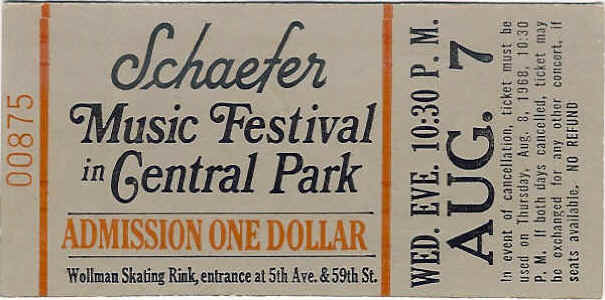 00875
Schaefer
Music Festival
in Central Park
ADMISSION ONE DOLLAR
Wollman Skating Rink, entrance at 5th Ave. & 59th St.
WED. EVE. 10:30 P. M.
AUG. 7
In event of cancellation, ticket must be
used on Thursday, Aug. 8, 1968, 10:30
P. M. If both days cancelled, ticket may
be exchanged for any other concert, if
seats available. NO REFUND